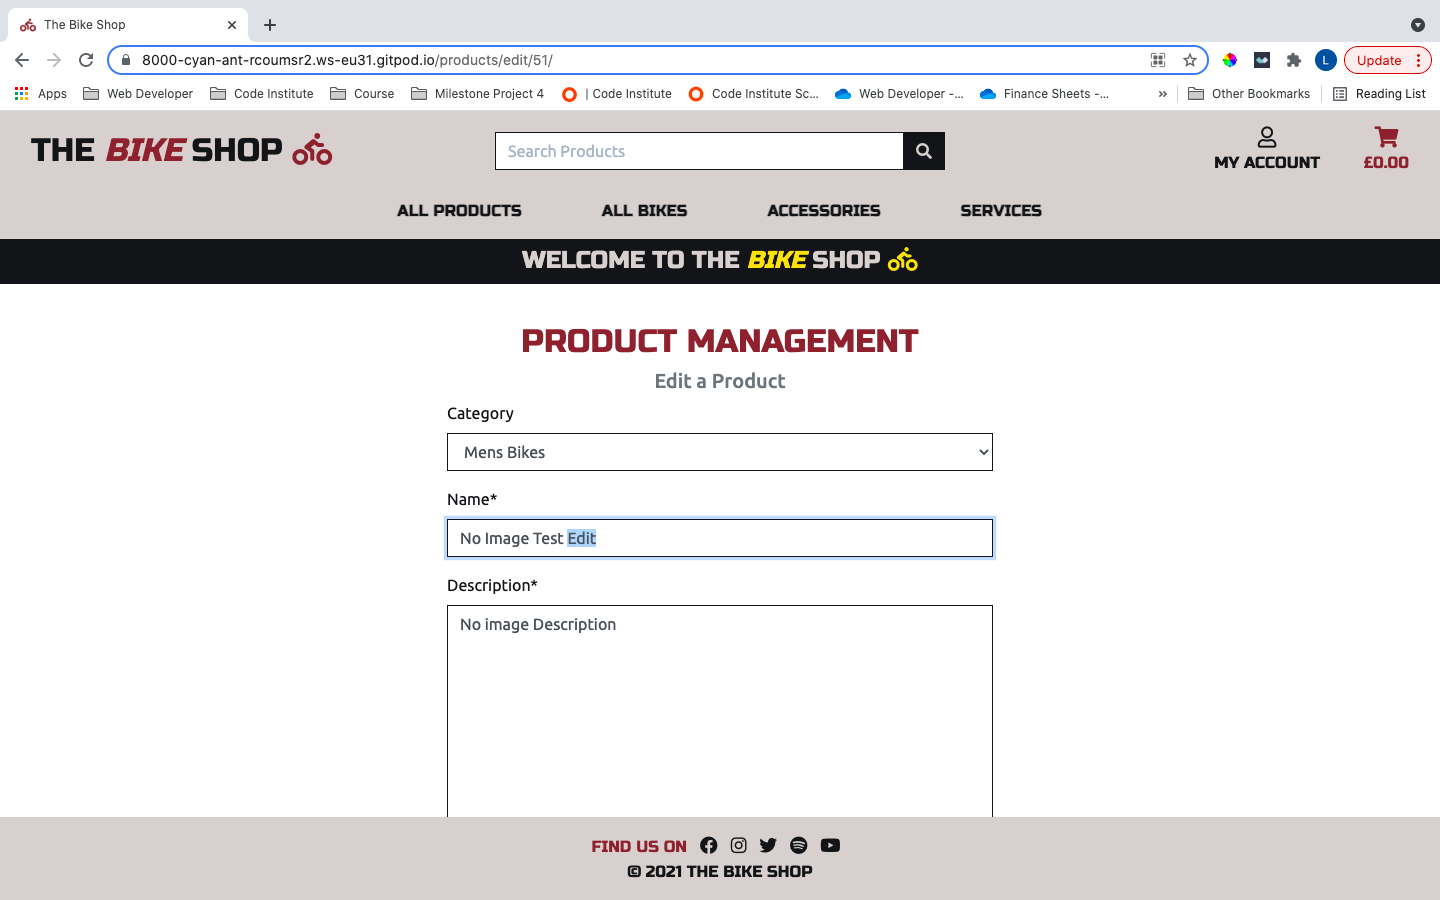 The Bike Shop
8000-cyan-ant-rcoumsr2.ws-eu31.gitpod.io/products/edit/51/
L
Update
Apps
Web Developer
Code Institute
Course
Milestone Project 4
| Code Institute
Code Institute Sc...
Web Developer -...
Finance Sheets -...
»
Other Bookmarks
Reading List
THE BIKE SHOP
Search Products
MY ACCOUNT
£0.00
ALL PRODUCTS
ALL BIKES
ACCESSORIES
SERVICES
WELCOME TO THE BIKE SHOP
PRODUCT MANAGEMENT
Edit a Product
Category
Mens Bikes
Name*
No Image Test Edit
Description*
No image Description
FIND US ON
© 2021 THE BIKE SHOP